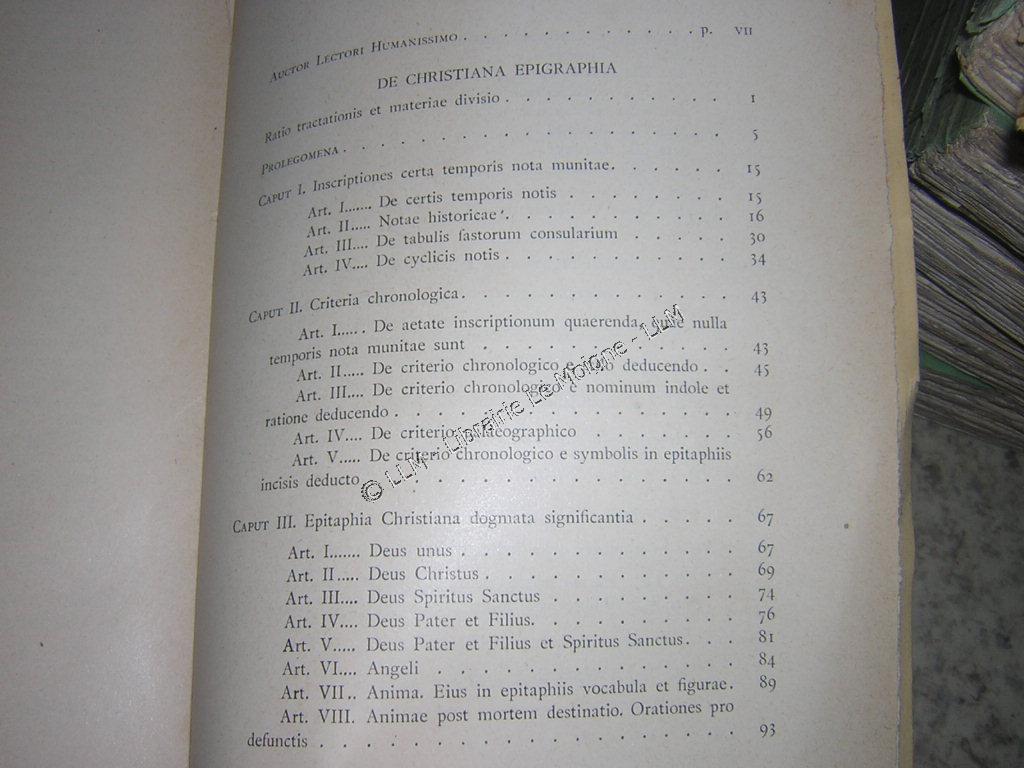 AUCTOR LECTORI HUMANISSIMO . . . . . . . . . . . . p. VII
DE CHRISTIANA EPIGRAPHIA
Ratio tractationis et materiae divisio . . . . . . . . . . . 1
PROLEGOMENA . . . . . . . . . . . . . . . . . . 5
CAPUT I. Inscriptiones certa temporis nota munitae. . . . . . 15
Art. I....... De certis temporis notis . . . . . . . . 15
Art. II..... Notae historicae . . . . . . . . . . . 16
Art. III.... De tabulis fastorum consularium . . . . . 30
Art. IV.... De cyclicis notis . . . . . . . . . . . 34
CAPUT II. Criteria chronologica. . . . . . . . . . . . . 43
Art. I..... . De aetate inscriptionum quaerenda, quae nulla
temporis nota munitae sunt . . . . . . . . . . . . 43
Art. II..... De criterio chronologico e deducendo . . 45
Art. III.... De criterio chronologico e nominum indole et
ratione deducendo . . . . . . . . . . . . . . . . 49
Art. IV.... De criterio palaeographico . . . . . . . 56
Art. V..... De criterio chronologico e symbolis in epitaphiis
incisis deducto . . . . . . . . . . . . . . . . . 62
CAPUT III. Epitaphia Christiana dogmata significantia . . . . . 67
Art. I....... Deus unus . . . . . . . . . . . . . 67
Art. II..... Deus Christus . . . . . . . . . . . . 69
Art. III.... Deus Spiritus Sanctus . . . . . . . . . 74
Art. IV.... Deus Pater et Filius. . . . . . . . . . 76
Art. V..... Deus Pater et Filius et Spiritus Sanctus. . . 81
Art. VI.... Angeli . . . . . . . . . . . . . . 84
Art. VII.. Anima. Eius in epitaphiis vocabula et figurae. 89
Art. VIII. Animae post mortem destinatio. Orationes pro
defunctis . . . . . . . . . . . . . . . . . . 93
© LLM - Librairie Le Moigne - LLM